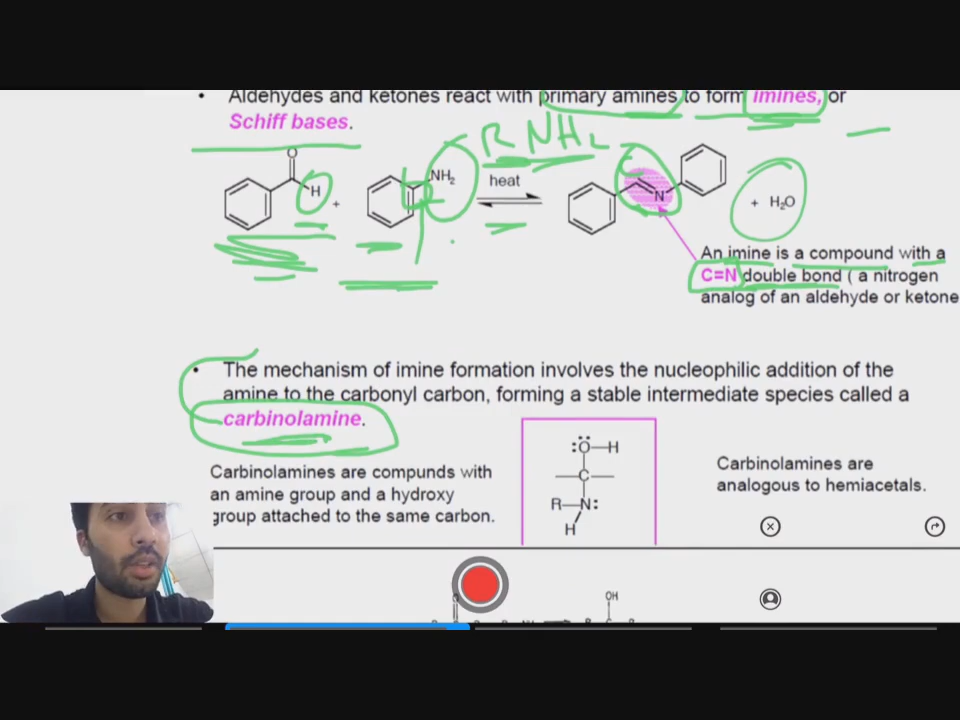 • Aldehydes and ketones react with primary amines to form imines, or
Schiff bases.
R NH₂
O
H
+
NH₂
heat
N
+ H₂O
An imine is a compound with a
C=N double bond ( a nitrogen
analog of an aldehyde or ketone
• The mechanism of imine formation involves the nucleophilic addition of the
amine to the carbonyl carbon, forming a stable intermediate species called a
carbinolamine.
Carbinolamines are compunds with
an amine group and a hydroxy
group attached to the same carbon.
:O—H
C
R—N:
H
Carbinolamines are
analogous to hemiacetals.
OH